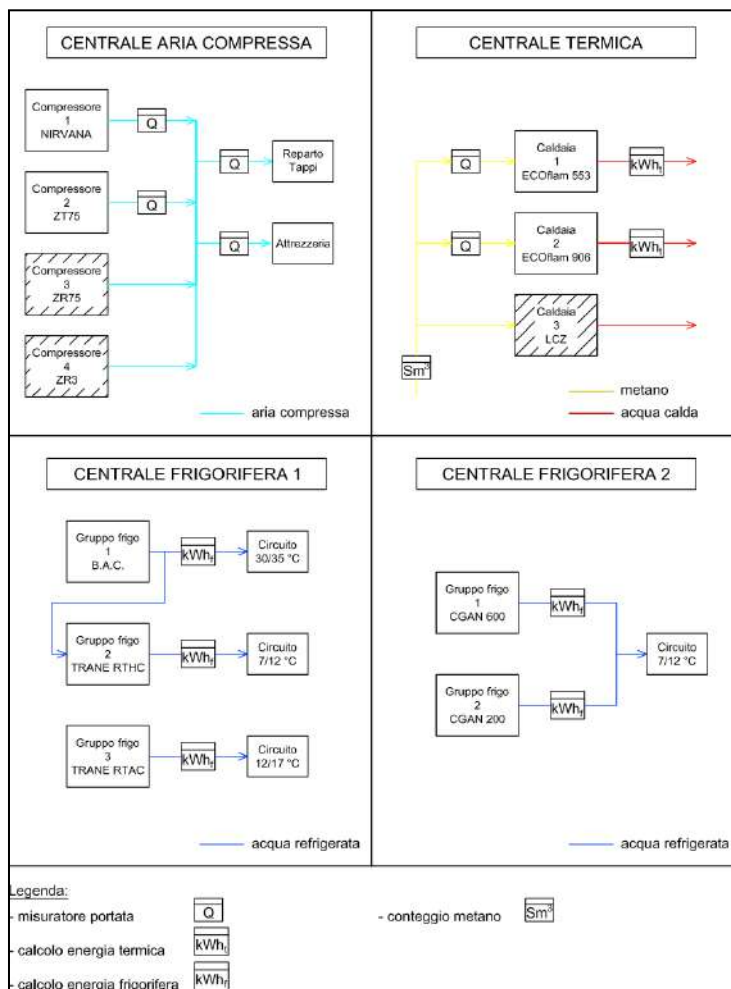 CENTRALE ARIA COMPRESSA
Compressore
1
NIRVANA
Q
Compressore
2
ZT75
Q
Compressore
3
ZR75
Compressore
4
ZR3
Q
Reparto
Tappi
Q
Attrezzeria
aria compressa
CENTRALE TERMICA
Q
Caldaia
1
ECOflam 553
kWht
Q
Caldaia
2
ECOflam 906
kWht
Caldaia
3
LCZ
Sm³
metano
acqua calda
CENTRALE FRIGORIFERA 1
Gruppo frigo
1
B.A.C.
kWhf
Circuito
30/35 °C
Gruppo frigo
2
TRANE RTHC
kWhf
Circuito
7/12 °C
Gruppo frigo
3
TRANE RTAC
kWhf
Circuito
12/17 °C
acqua refrigerata
CENTRALE FRIGORIFERA 2
Gruppo frigo
1
CGAN 600
kWhf
Gruppo frigo
2
CGAN 200
kWhf
Circuito
7/12 °C
acqua refrigerata
Legenda:
- misuratore portata Q
- conteggio metano Sm³
- calcolo energia termica kWht
- calcolo energia frigorifera kWhf